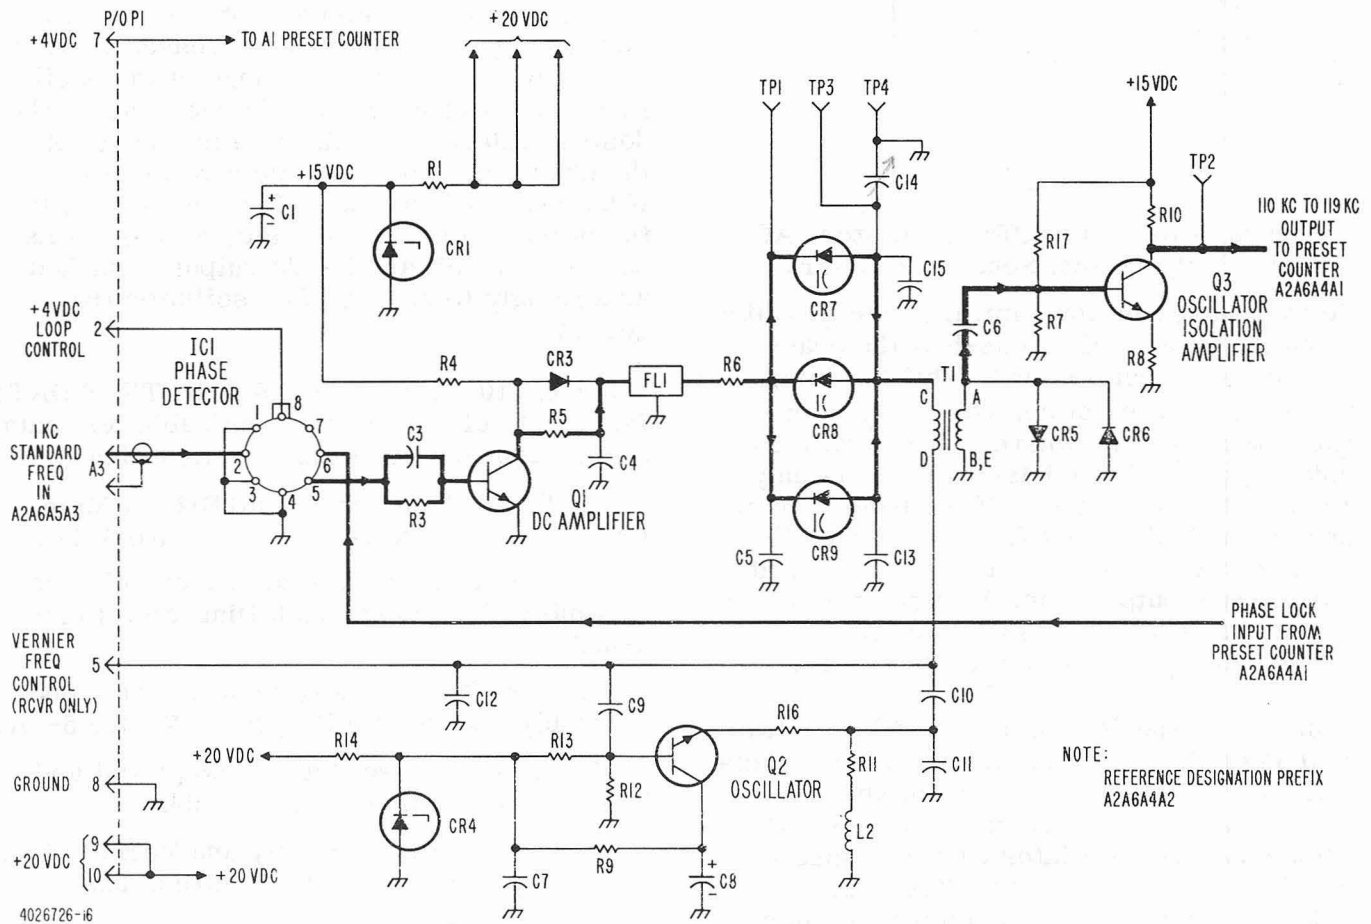 P/O P1
+4VDC 7
TO A1 PRESET COUNTER
+20 VDC
+15 VDC
R1
+
C1
-
CR1
TP1
TP3
TP4
C14
+15 VDC
R10
TP2
R17
110 KC TO 119 KC
OUTPUT
TO PRESET
COUNTER
A2A6A4A1
Q3
OSCILLATOR
ISOLATION
AMPLIFIER
C15
CR7
C6
R7
R8
+4VDC
LOOP
CONTROL
2
IC1
PHASE
DETECTOR
R4
CR3
FL1
R6
CR8
T1
C
A
D
B,E
CR5
CR6
1 KC
STANDARD
FREQ
IN
A2A6A5A3
A3
1
8
7
2
6
3
4
5
C3
R3
R5
C4
Q1
DC AMPLIFIER
CR9
C5
C13
PHASE LOCK
INPUT FROM
PRESET COUNTER
A2A6A4A1
VERNIER
FREQ
CONTROL
(RCVR ONLY)
5
C12
C9
C10
R16
+20 VDC
R14
R13
R12
Q2
OSCILLATOR
R11
C11
L2
NOTE:
REFERENCE DESIGNATION PREFIX
A2A6A4A2
GROUND 8
CR4
R9
C7
+
C8
-
+20 VDC
9
10
+20 VDC
4026726-16